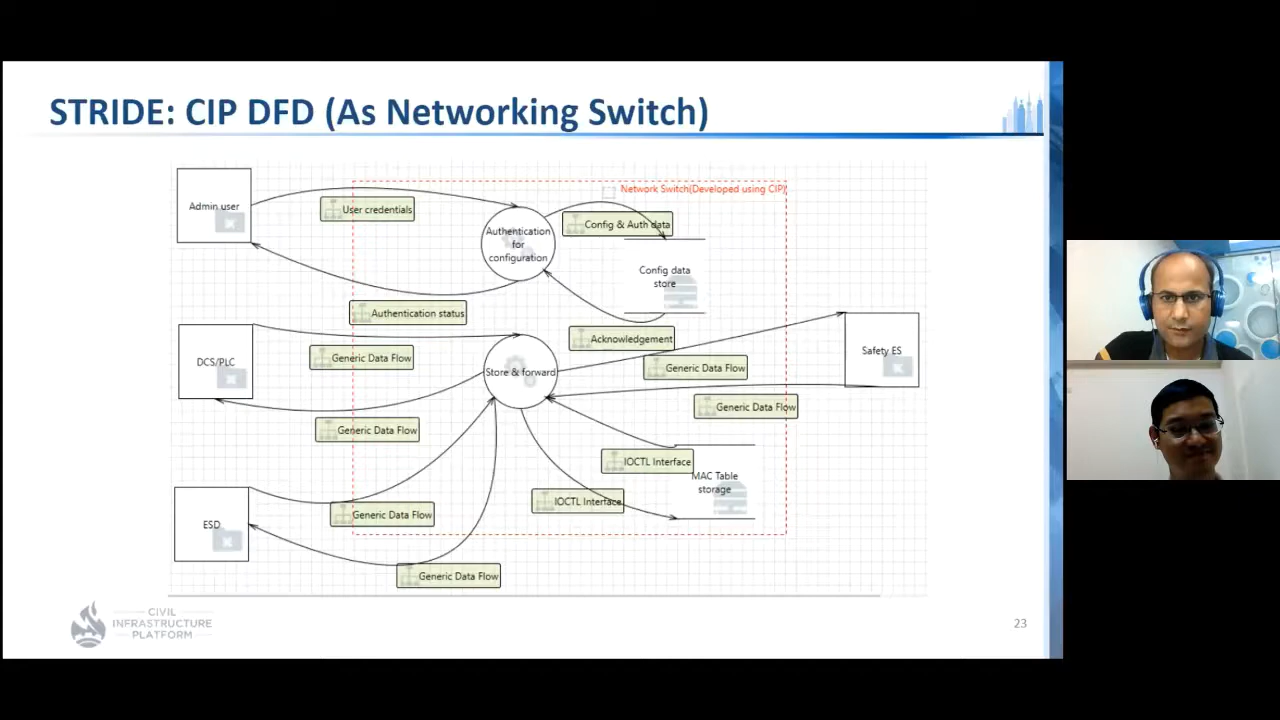 STRIDE: CIP DFD (As Networking Switch)
Network Switch(Developed using CIP)
Admin user
User credentials
Authentication
for
configuration
Config & Auth data
Config data
store
Authentication status
Acknowledgement
DCS/PLC
Generic Data Flow
Store & forward
Generic Data Flow
Safety ES
Generic Data Flow
Generic Data Flow
IOCTL Interface
MAC Table
storage
IOCTL Interface
ESD
Generic Data Flow
Generic Data Flow
CIVIL
INFRASTRUCTURE
PLATFORM
23